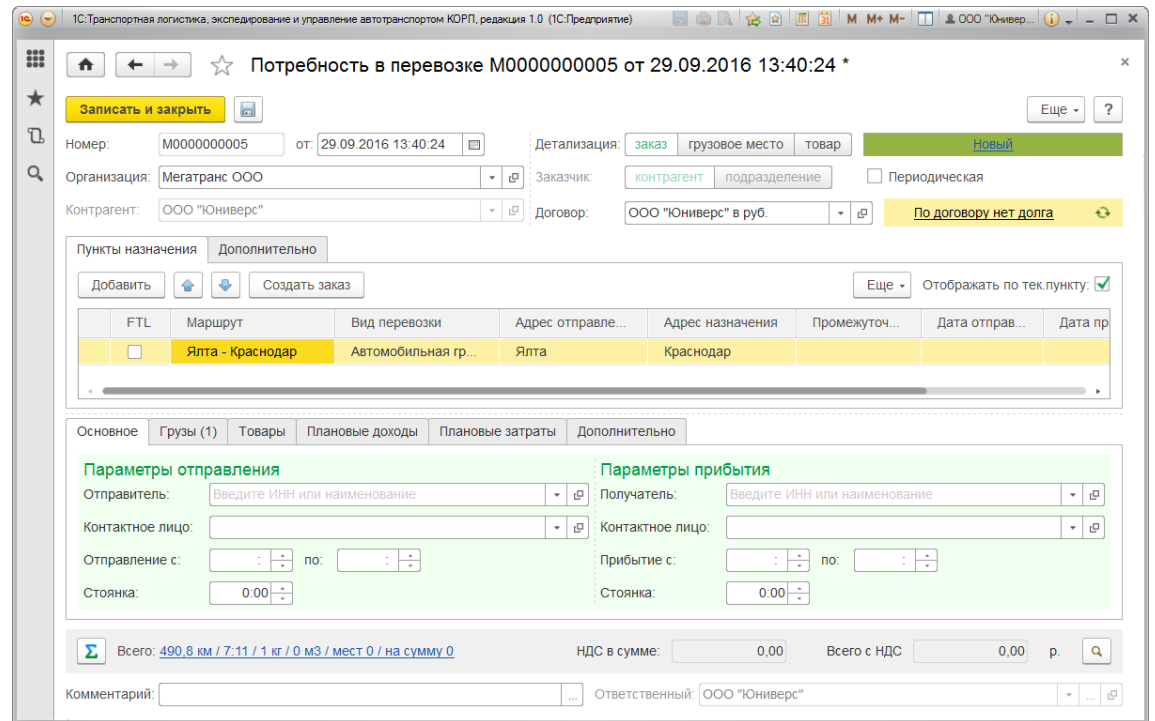 1С:Транспортная логистика, экспедирование и управление автотранспортом КОРП, редакция 1.0 (1С:Предприятие) 31 M M+ M- ООО "Юнивер...
Потребность в перевозке М0000000005 от 29.09.2016 13:40:24 *
Записать и закрыть Еще ?
Номер: М0000000005 от: 29.09.2016 13:40:24 Детализация: заказ грузовое место товар Новый
Организация: Мегатранс ООО Заказчик: контрагент подразделение Периодическая
Контрагент: ООО "Юниверс" Договор: ООО "Юниверс" в руб. По договору нет долга
Пункты назначения Дополнительно
Добавить Создать заказ Еще Отображать по тек.пункту:
FTL Маршрут Вид перевозки Адрес отправле... Адрес назначения Промежуточ... Дата отправ... Дата пр
Ялта - Краснодар Автомобильная гр... Ялта Краснодар
Основное Грузы (1) Товары Плановые доходы Плановые затраты Дополнительно
Параметры отправления Параметры прибытия
Отправитель: Введите ИНН или наименование Получатель: Введите ИНН или наименование
Контактное лицо: Контактное лицо:
Отправление с: : по: : Прибытие с: : по: :
Стоянка: 0:00 Стоянка: 0:00
Σ Всего: 490,8 км / 7:11 / 1 кг / 0 м3 / мест 0 / на сумму 0 НДС в сумме: 0,00 Всего с НДС 0,00 р.
Комментарий: ... Ответственный: ООО "Юниверс" ...